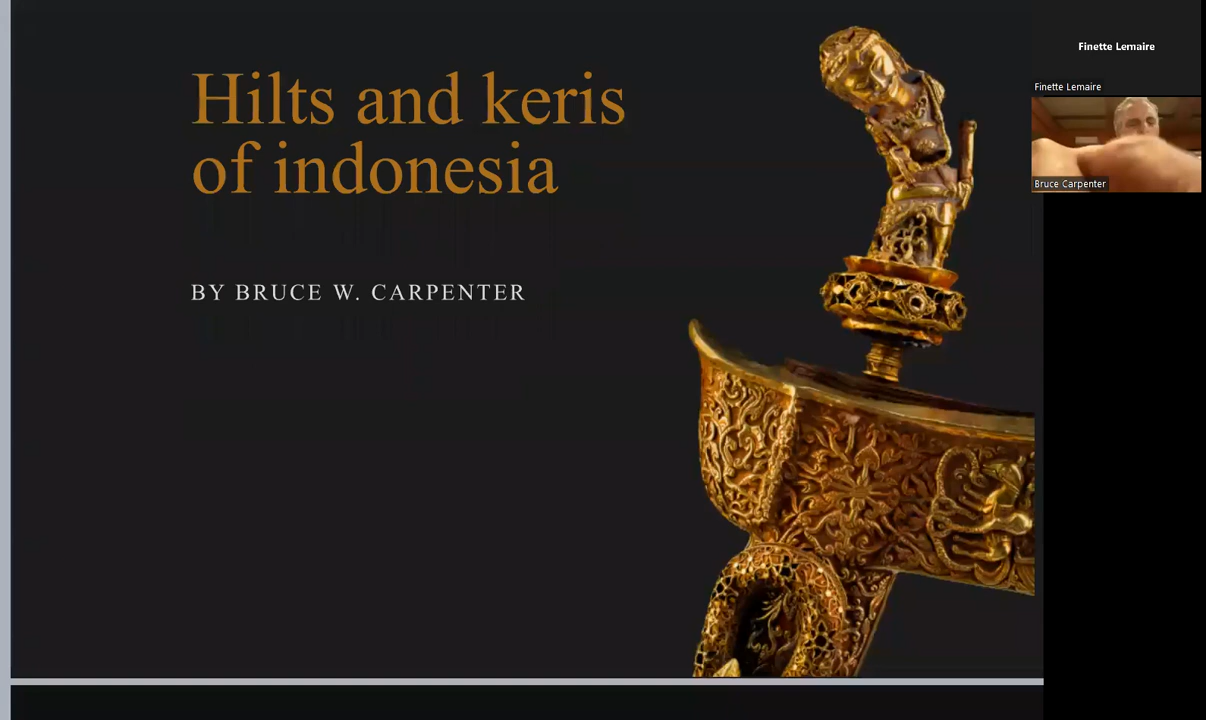 Hilts and keris
of indonesia
BY BRUCE W. CARPENTER
Finette Lemaire
Finette Lemaire
Bruce Carpenter